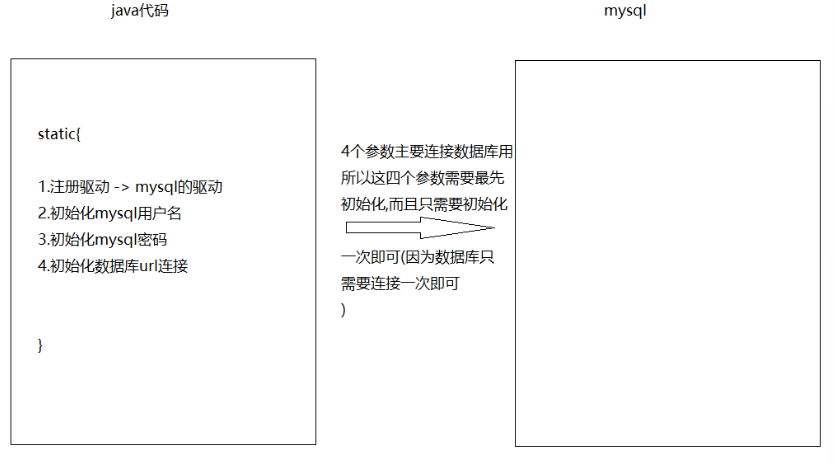 java代码
mysql
static{
1.注册驱动 -> mysql的驱动
2.初始化mysql用户名
3.初始化mysql密码
4.初始化数据库url连接
}
4个参数主要连接数据库用
所以这四个参数需要最先
初始化,而且只需要初始化
一次即可(因为数据库只
需要连接一次即可
)